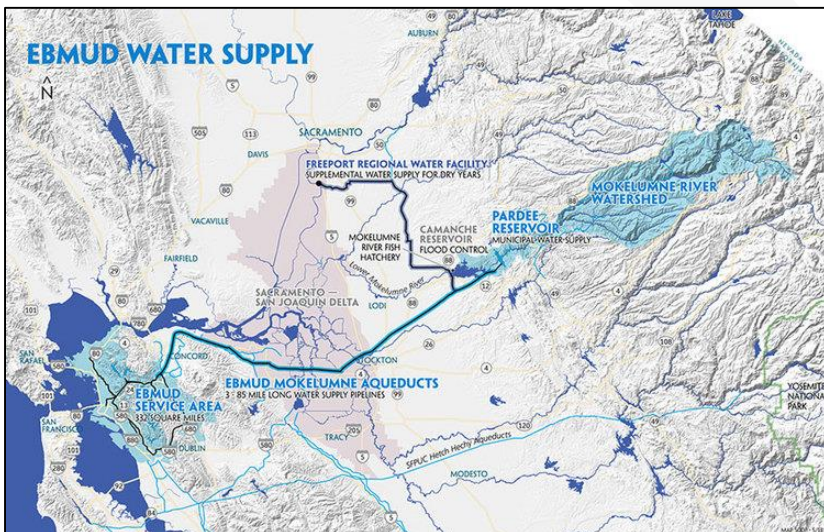 EBMUD WATER SUPPLY
N
LAKE
TAHOE
NEVADA
CALIFORNIA
AUBURN
SACRAMENTO
DAVIS
FREEPORT REGIONAL WATER FACILITY
SUPPLEMENTAL WATER SUPPLY FOR DRY YEARS
MOKELUMNE RIVER
WATERSHED
VACAVILLE
PARDEE
RESERVOIR
MUNICIPAL WATER SUPPLY
CAMANCHE
RESERVOIR
FLOOD CONTROL
MOKELUMNE
RIVER FISH
HATCHERY
FAIRFIELD
Lower Mokelumne River
SACRAMENTO —
SAN JOAQUIN DELTA
LODI
SAN
RAFAEL
CONCORD
STOCKTON
EBMUD MOKELUMNE AQUEDUCTS
3 - 85 MILE LONG WATER SUPPLY PIPELINES
EBMUD
SERVICE AREA
332 SQUARE MILES
YOSEMITE
NATIONAL
PARK
SAN
FRANCISCO
DUBLIN
TRACY
SFPUC Hetch Hechy Aqueducts
MODESTO